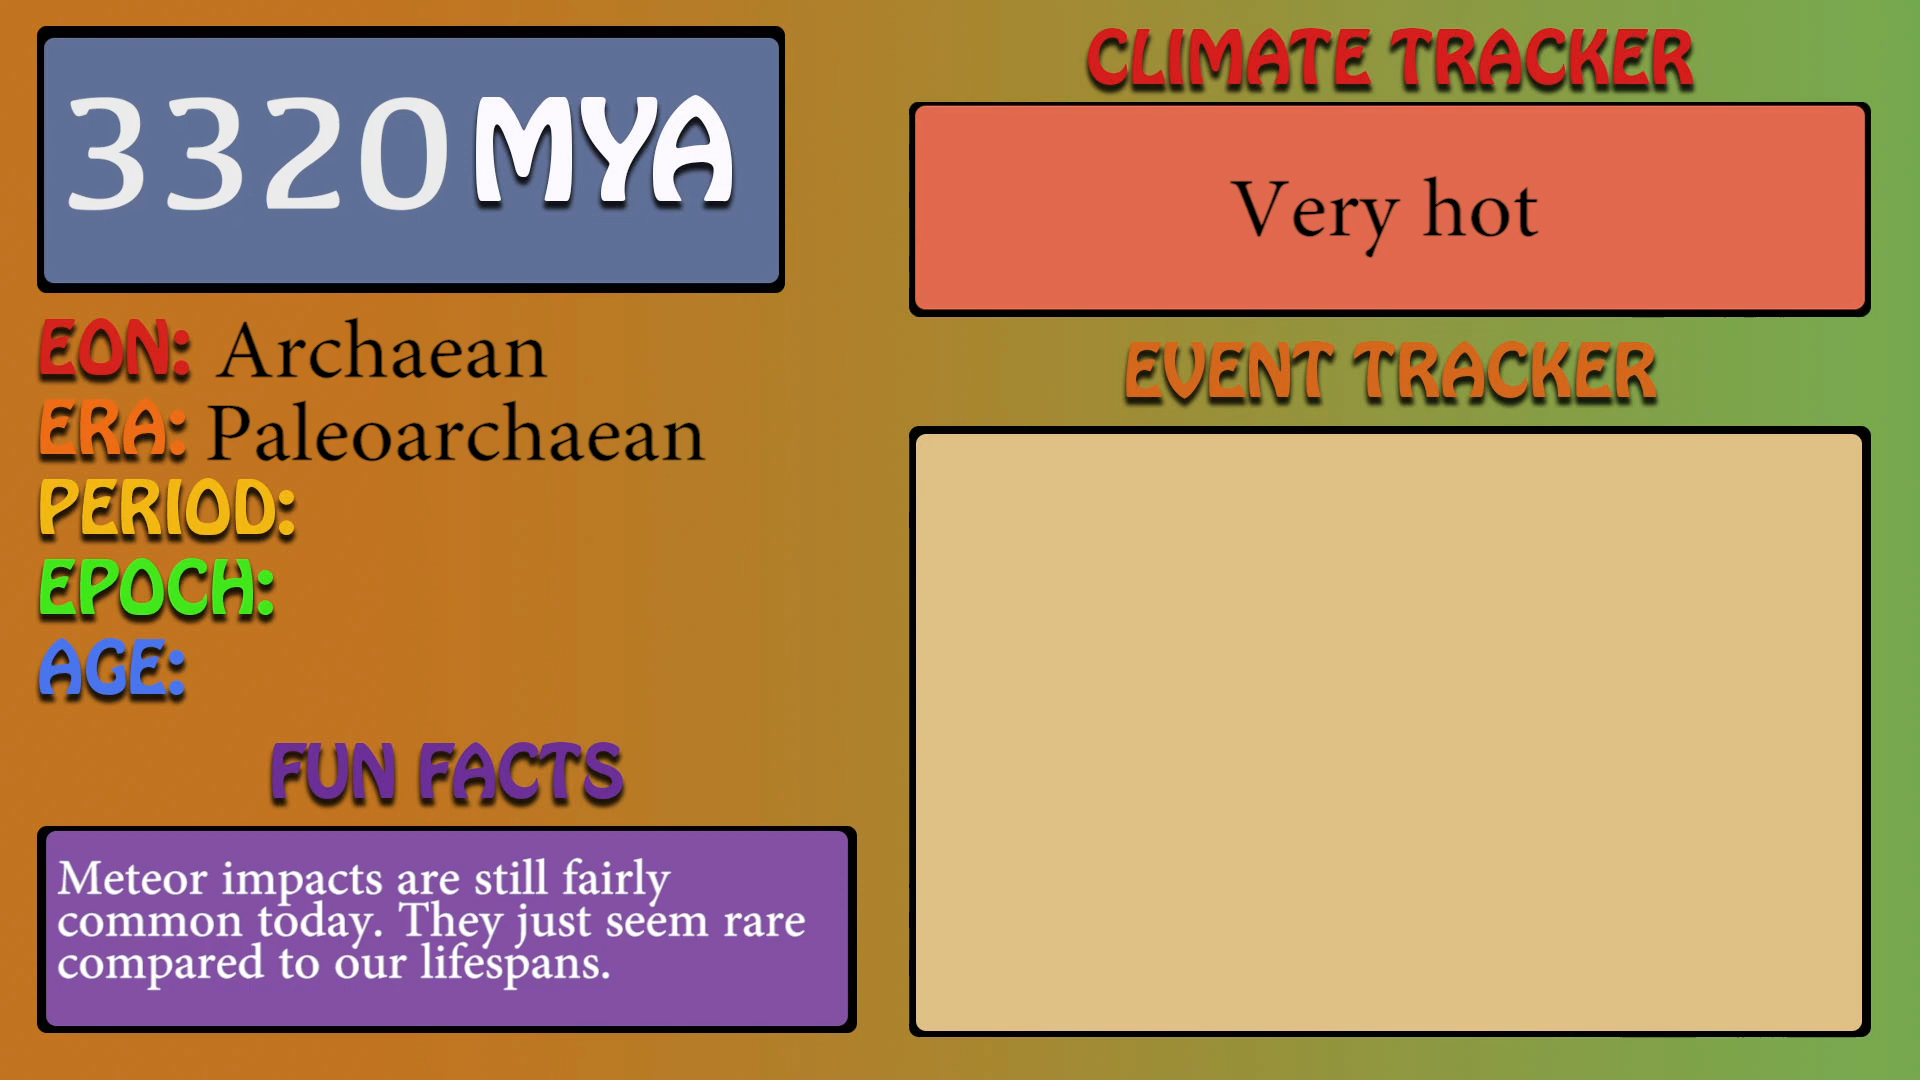 3320 MYA
EON: Archaean
ERA: Paleoarchaean
PERIOD:
EPOCH:
AGE:
FUN FACTS
Meteor impacts are still fairly
common today. They just seem rare
compared to our lifespans.
CLIMATE TRACKER
Very hot
EVENT TRACKER